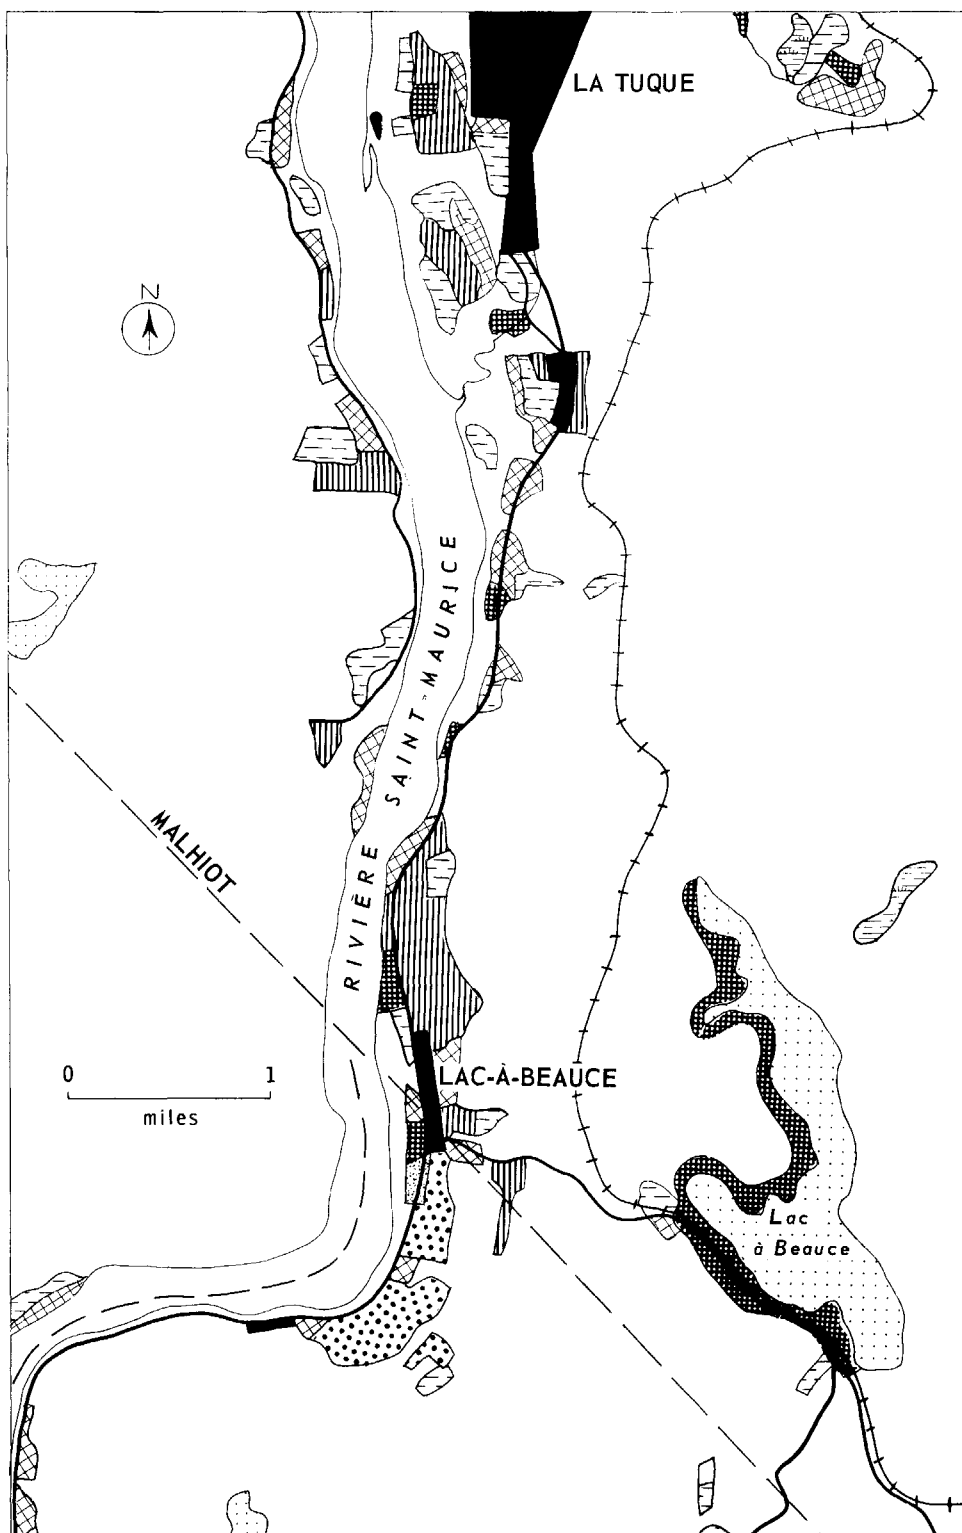 LA TUQUE
N
RIVIÈRE SAINT-MAURICE
MALHIOT
0 1
miles
LAC-À-BEAUCE
Lac
à Beauce